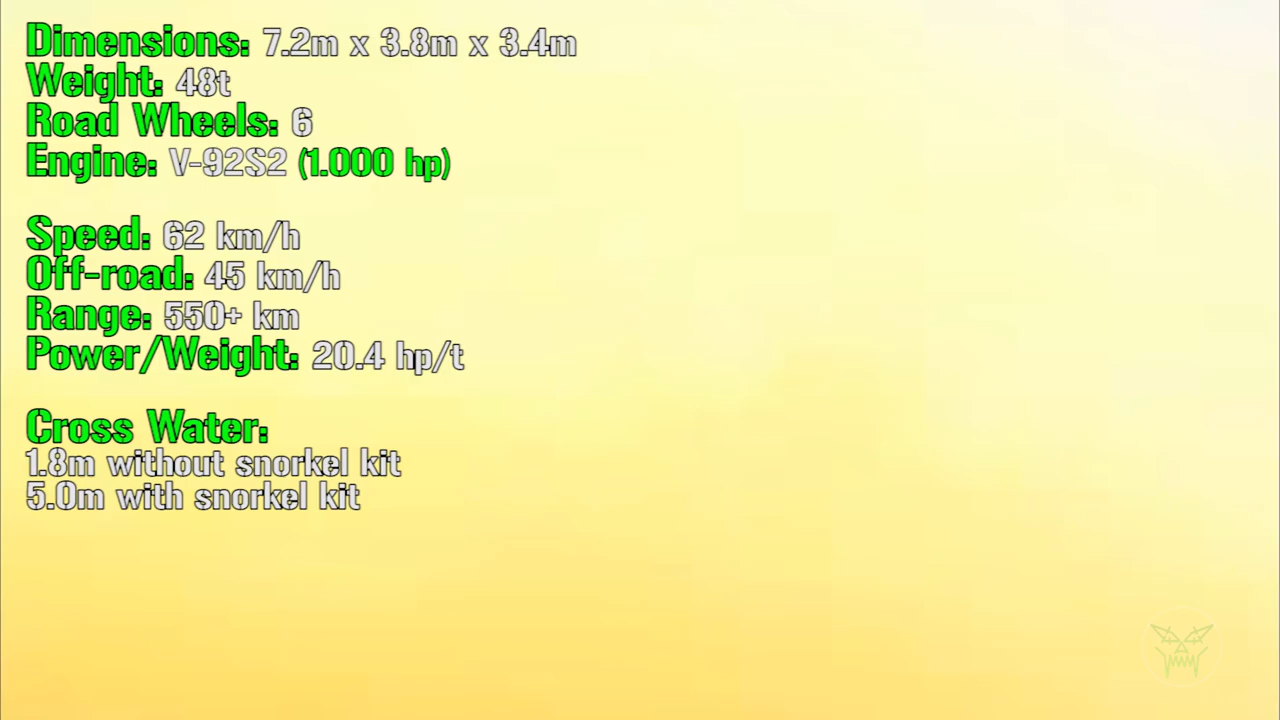 Dimensions: 7.2m x 3.8m x 3.4m
Weight: 48t
Road Wheels: 6
Engine: V-92S2 (1.000 hp)
Speed: 62 km/h
Off-road: 45 km/h
Range: 550+ km
Power/Weight: 20.4 hp/t
Cross Water:
1.8m without snorkel kit
5.0m with snorkel kit